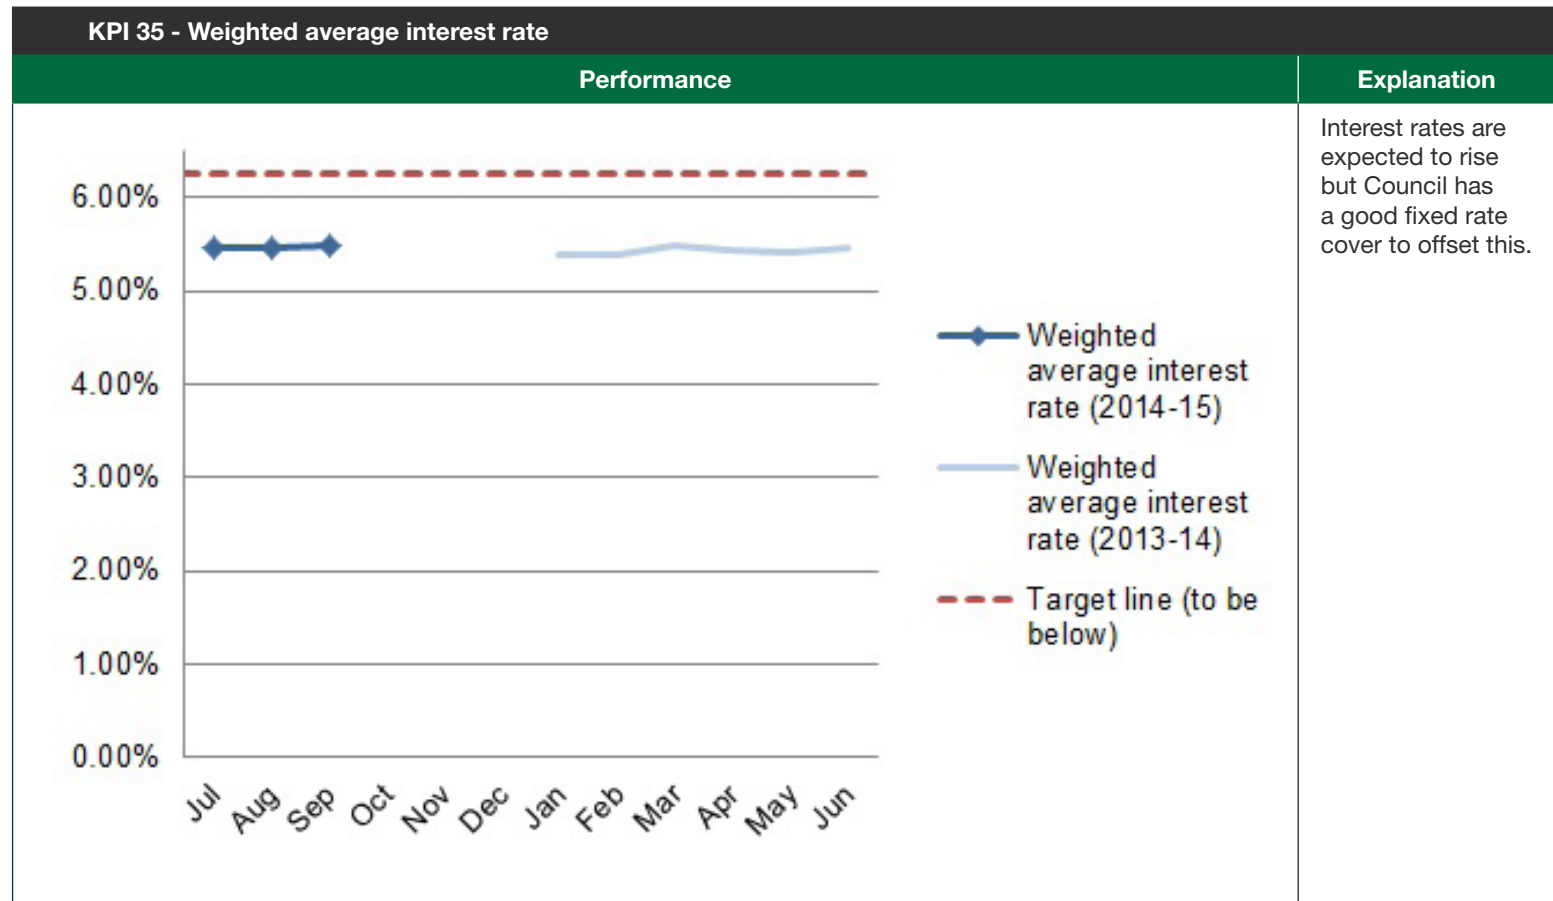 KPI 35 - Weighted average interest rate
Performance
Explanation
Interest rates are
expected to rise
but Council has
a good fixed rate
cover to offset this.
6.00%
5.00%
4.00%
3.00%
2.00%
1.00%
0.00%
Jul
Aug
Sep
Oct
Nov
Dec
Jan
Feb
Mar
Apr
May
Jun
Weighted
average interest
rate (2014-15)
Weighted
average interest
rate (2013-14)
Target line (to be
below)